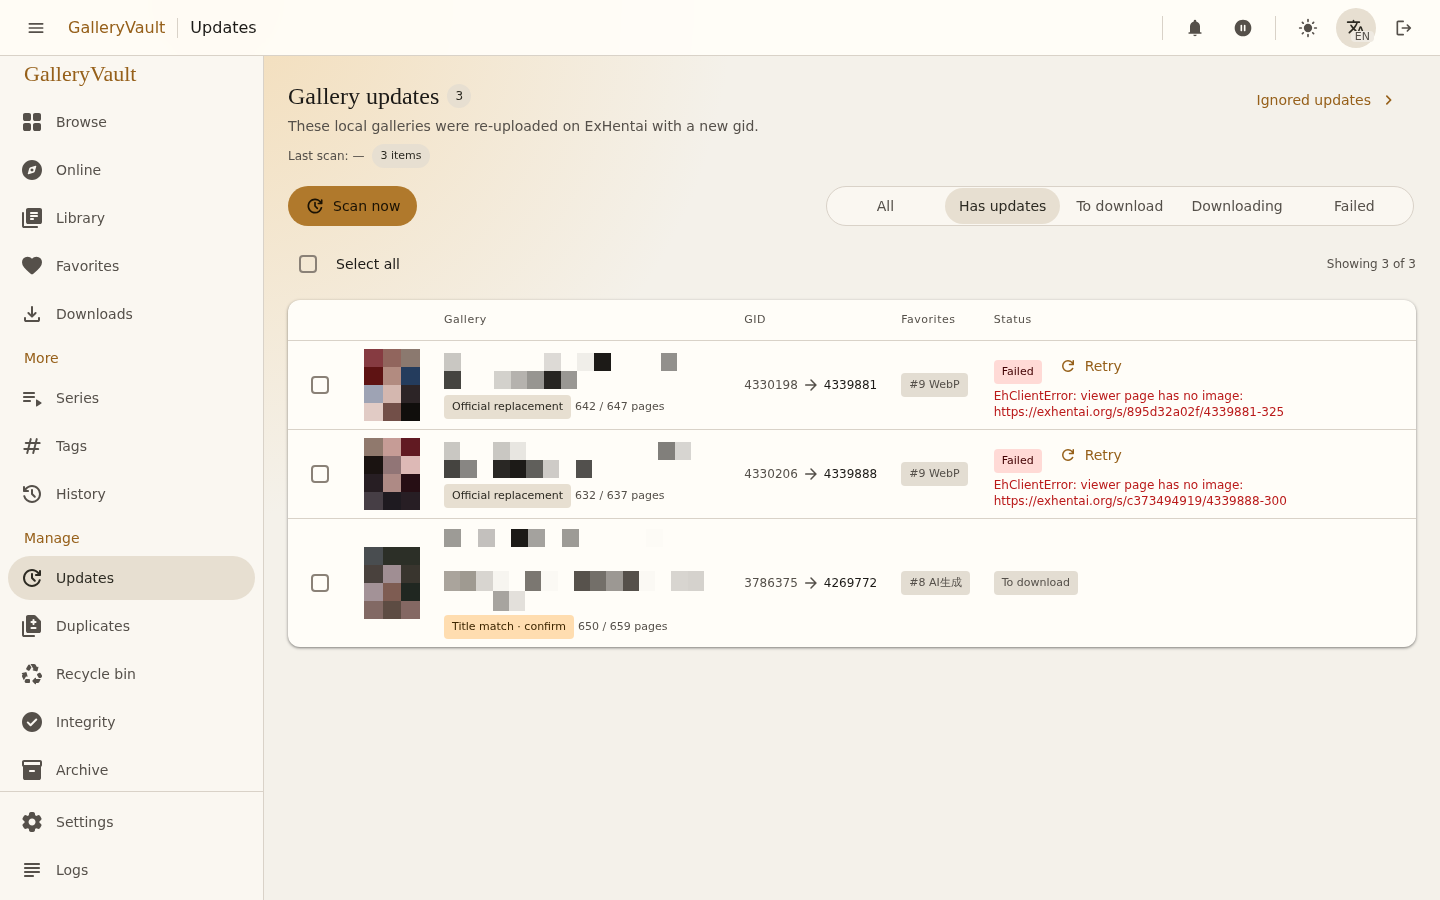 GalleryVault
Updates
EN
GalleryVault
Browse
Online
Library
Favorites
Downloads
More
Series
Tags
History
Manage
Updates
Duplicates
Recycle bin
Integrity
Archive
Settings
Logs
Gallery updates 3
Ignored updates
These local galleries were re-uploaded on ExHentai with a new gid.
Last scan: — 3 items
Scan now
All Has updates To download Downloading Failed
Select all
Showing 3 of 3
Gallery GID Favorites Status
Official replacement 642 / 647 pages
4330198 → 4339881
#9 WebP
Failed Retry
EhClientError: viewer page has no image:
https://exhentai.org/s/895d32a02f/4339881-325
Official replacement 632 / 637 pages
4330206 → 4339888
#9 WebP
Failed Retry
EhClientError: viewer page has no image:
https://exhentai.org/s/c373494919/4339888-300
Title match · confirm 650 / 659 pages
3786375 → 4269772
#8 AI生成
To download